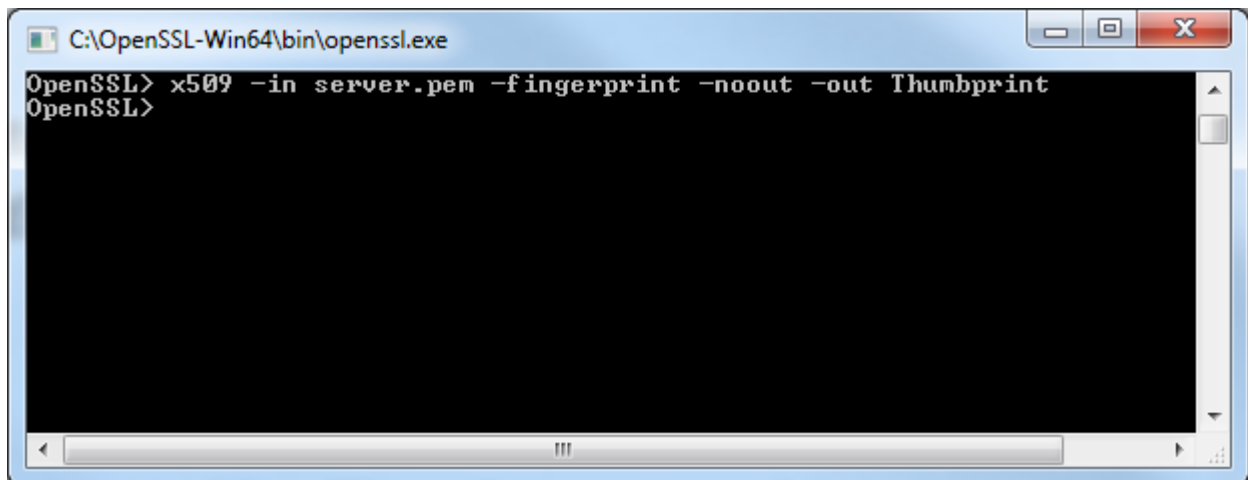 C:\OpenSSL-Win64\bin\openssl.exe
OpenSSL> x509 -in server.pem -fingerprint -noout -out Thumbprint
OpenSSL>